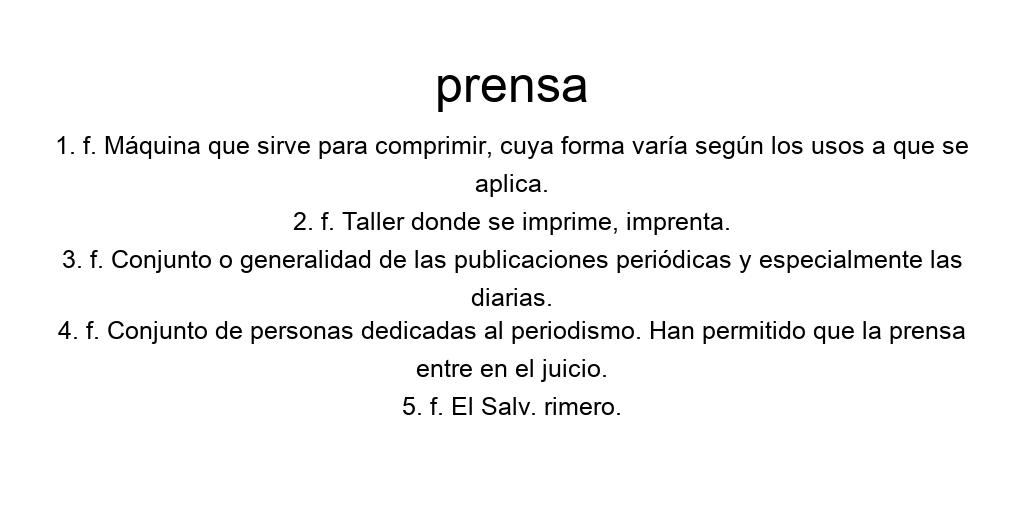 prensa
1. f. Máquina que sirve para comprimir, cuya forma varía según los usos a que se
aplica.
2. f. Taller donde se imprime, imprenta.
3. f. Conjunto o generalidad de las publicaciones periódicas y especialmente las
diarias.
4. f. Conjunto de personas dedicadas al periodismo. Han permitido que la prensa
entre en el juicio.
5. f. El Salv. rimero.